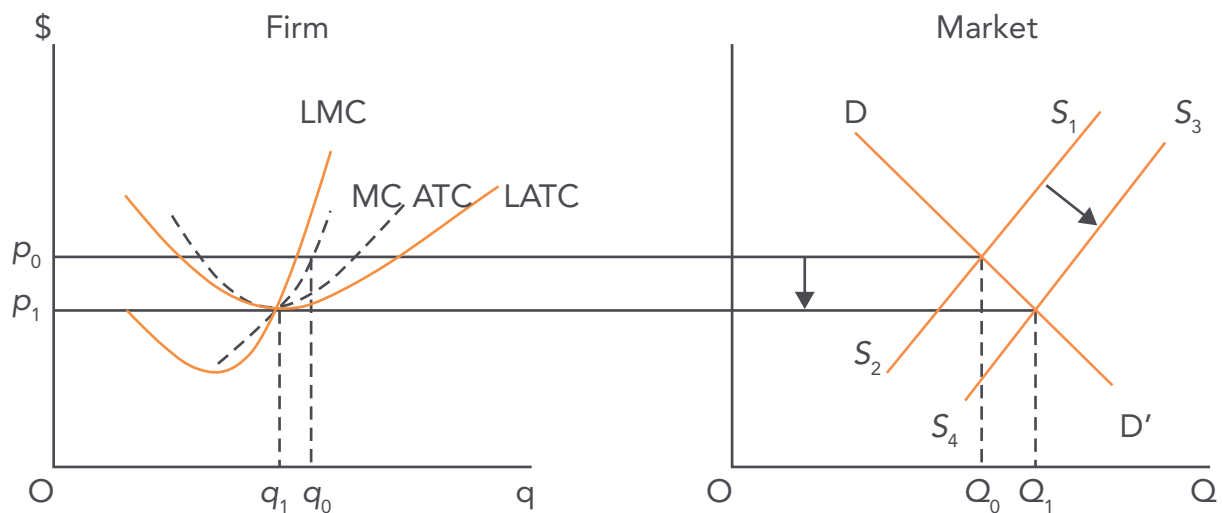 $ Firm Market
LMC D S₁ S₃
MC ATC LATC
p₀
p₁
S₂
S₄ D’
O q₁ q₀ q O Q₀ Q₁ Q